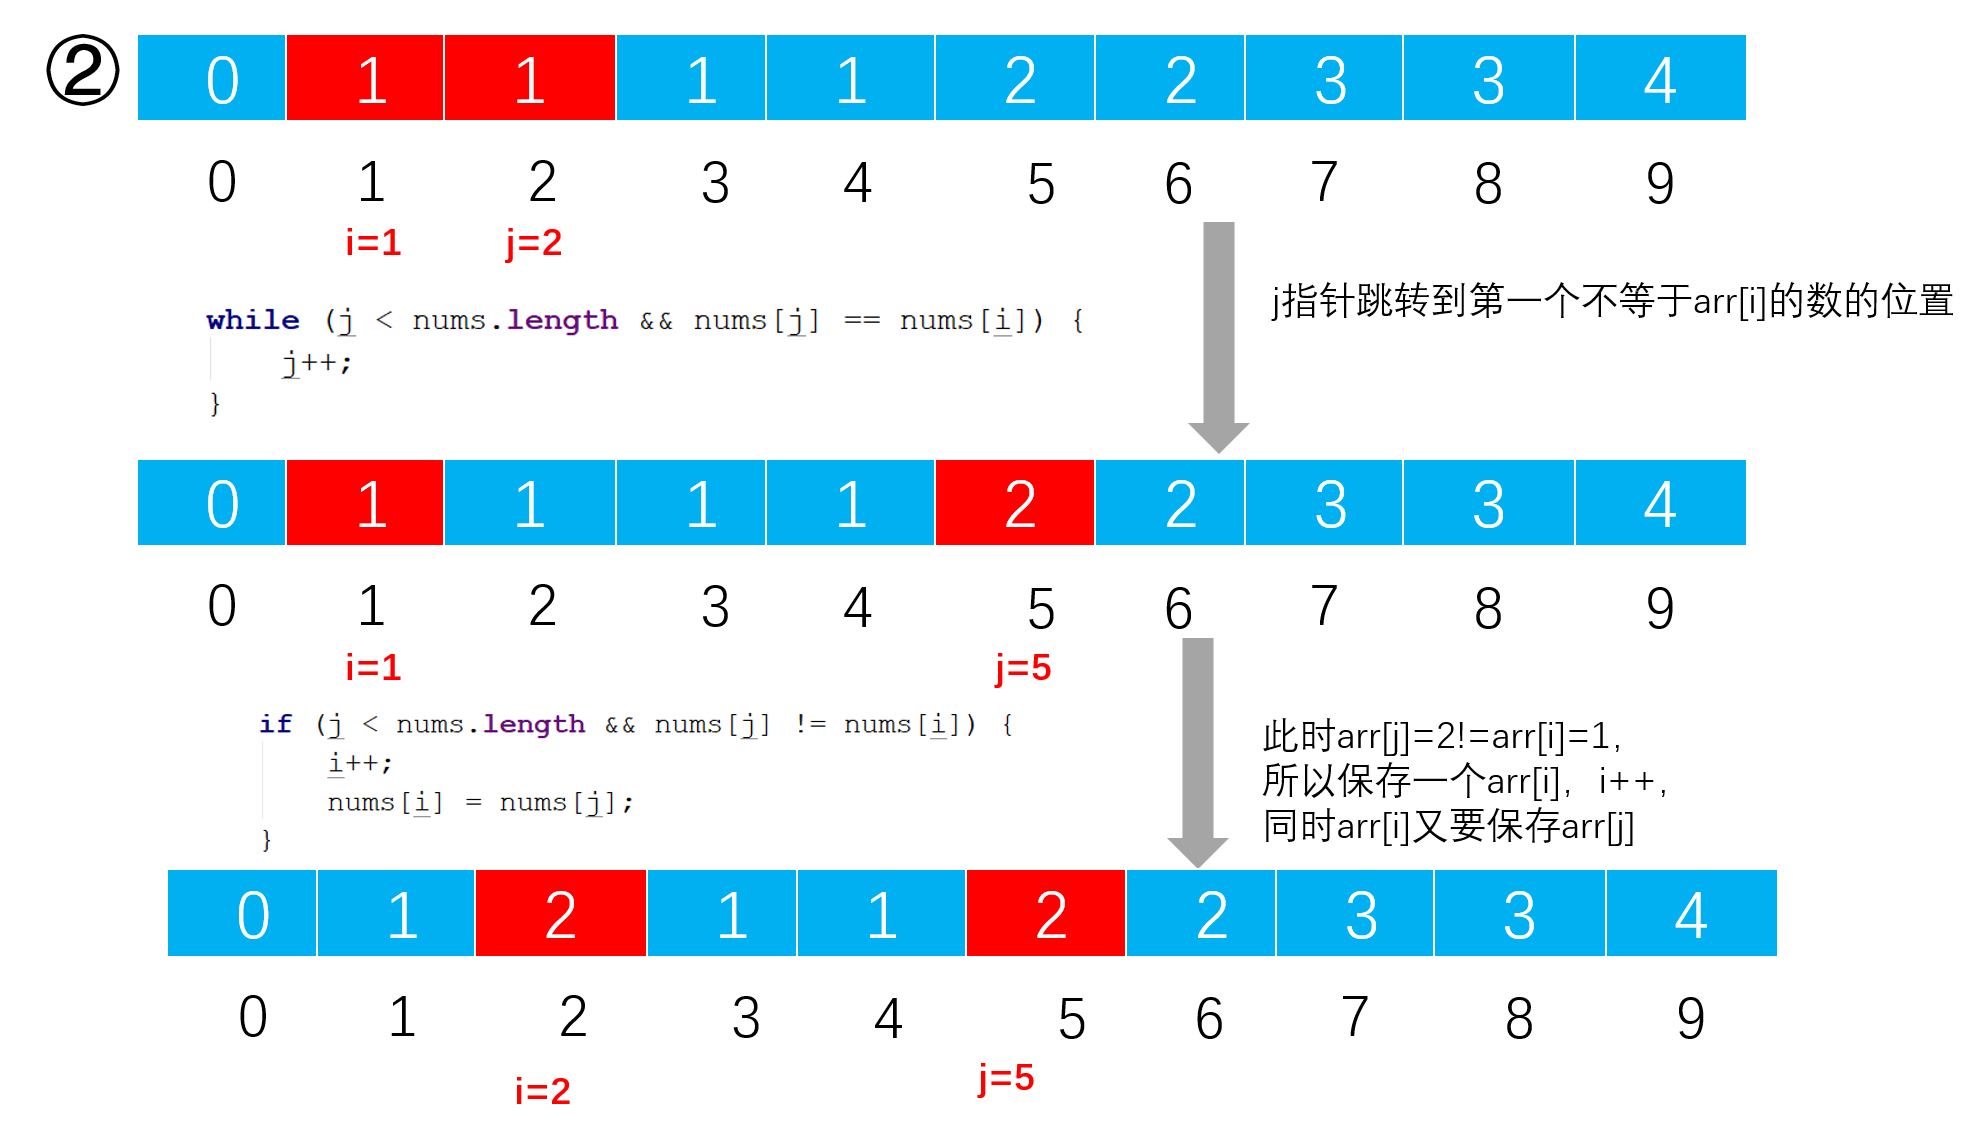 ②
0 1 1 1 1 2 2 3 3 4
0 1 2 3 4 5 6 7 8 9
i=1 j=2
j指针跳转到第一个不等于arr[i]的数的位置
while (j < nums.length && nums[j] == nums[i]) {
j++;
}
0 1 1 1 1 2 2 3 3 4
0 1 2 3 4 5 6 7 8 9
i=1 j=5
if (j < nums.length && nums[j] != nums[i]) {
i++;
nums[i] = nums[j];
}
此时arr[j]=2!=arr[i]=1,
所以保存一个arr[i], i++,
同时arr[i]又要保存arr[j]
0 1 2 1 1 2 2 3 3 4
0 1 2 3 4 5 6 7 8 9
i=2 j=5